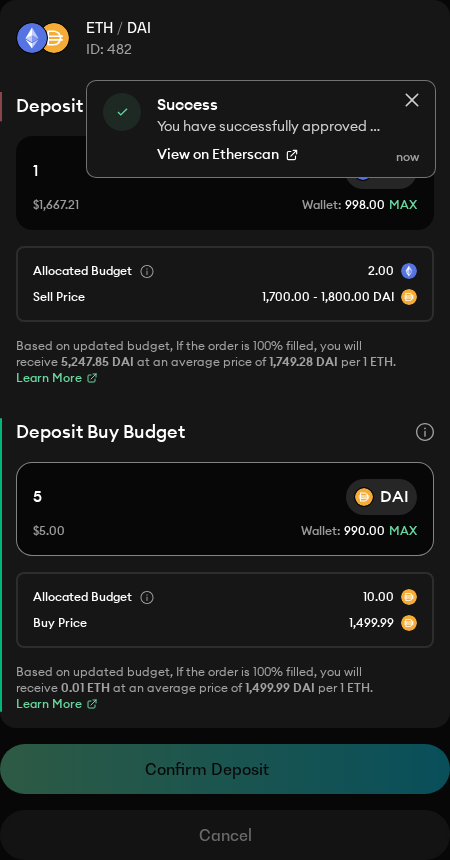 ETH / DAI
ID: 482
Deposit
Success
You have successfully approved ...
View on Etherscan
now
1
$1,667.21
Wallet: 998.00 MAX
Allocated Budget
2.00
Sell Price
1,700.00 - 1,800.00 DAI
Based on updated budget, If the order is 100% filled, you will
receive 5,247.85 DAI at an average price of 1,749.28 DAI per 1 ETH.
Learn More
Deposit Buy Budget
5
DAI
$5.00
Wallet: 990.00 MAX
Allocated Budget
10.00
Buy Price
1,499.99
Based on updated budget, If the order is 100% filled, you will
receive 0.01 ETH at an average price of 1,499.99 DAI per 1 ETH.
Learn More
Confirm Deposit
Cancel